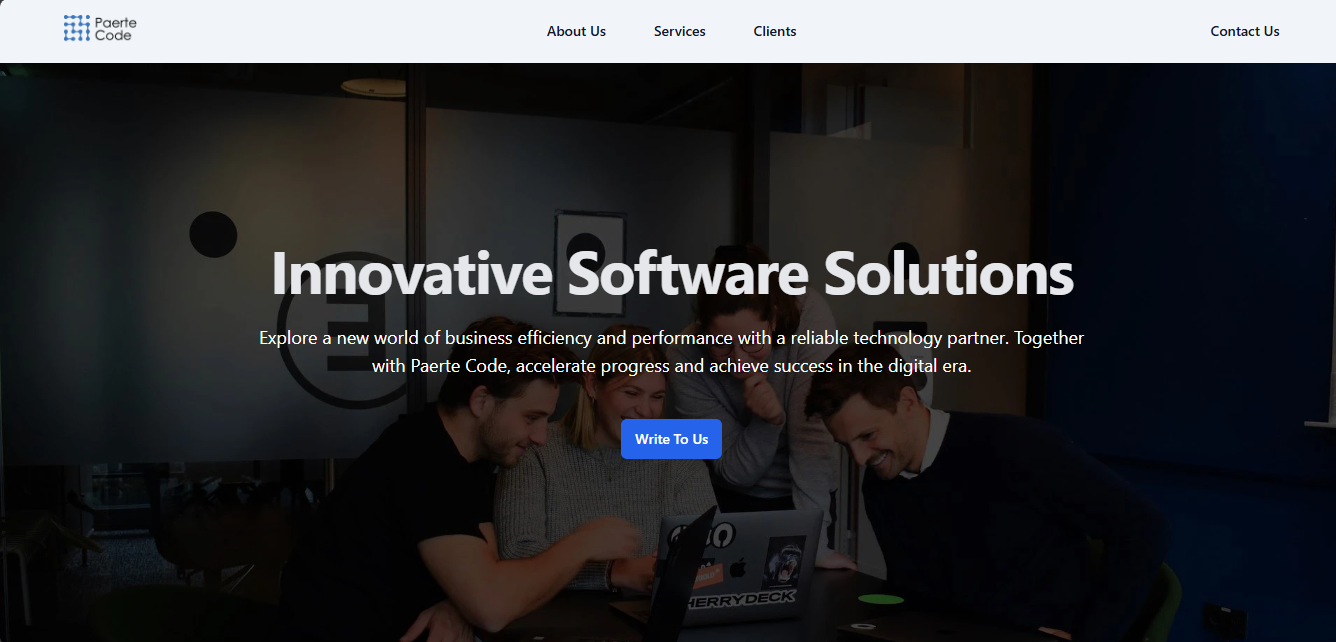 Paerte
Code
About Us
Services
Clients
Contact Us
Innovative Software Solutions
Explore a new world of business efficiency and performance with a reliable technology partner. Together
with Paerte Code, accelerate progress and achieve success in the digital era.
Write To Us
HERRYDECK